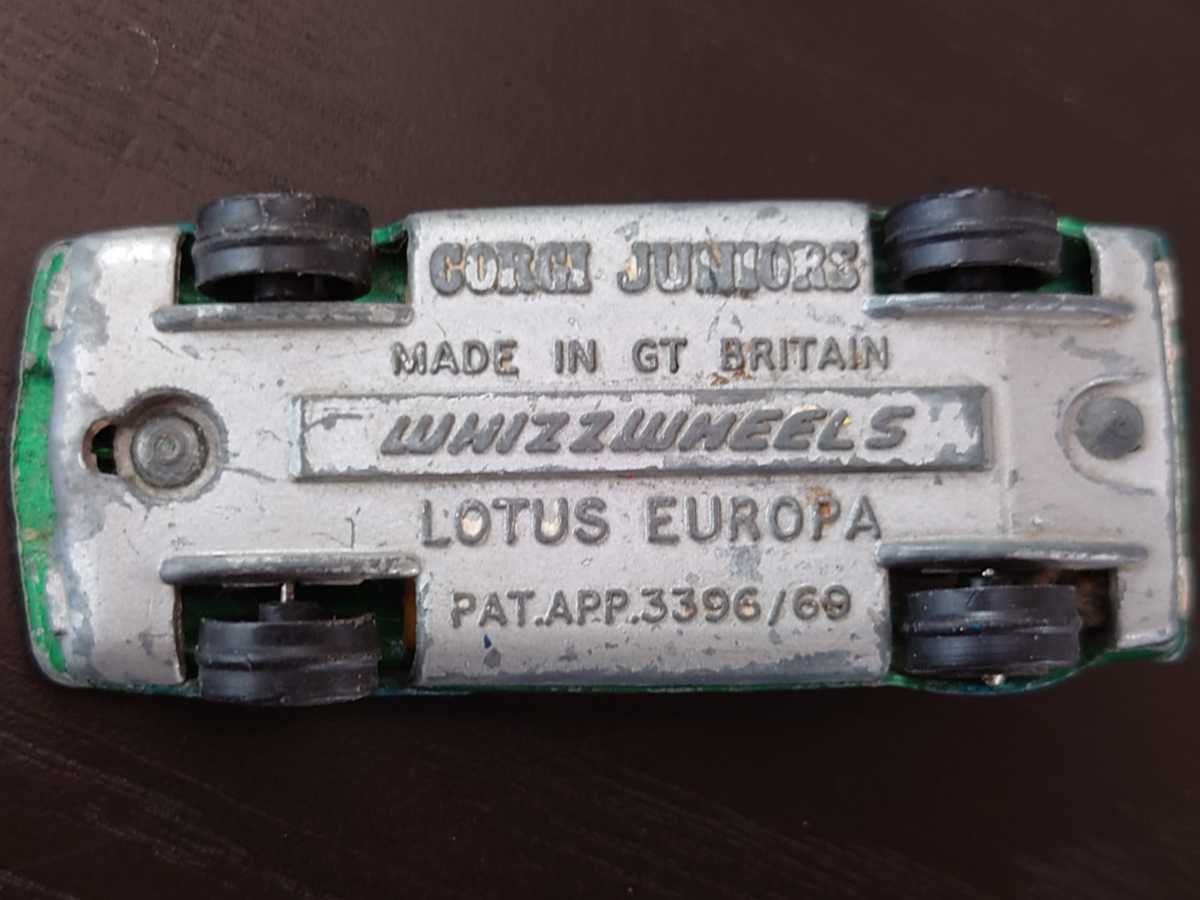 CORGI JUNIORS
MADE IN GT BRITAIN
WHIZZWHEELS
LOTUS EUROPA
PAT.APP.3396/69